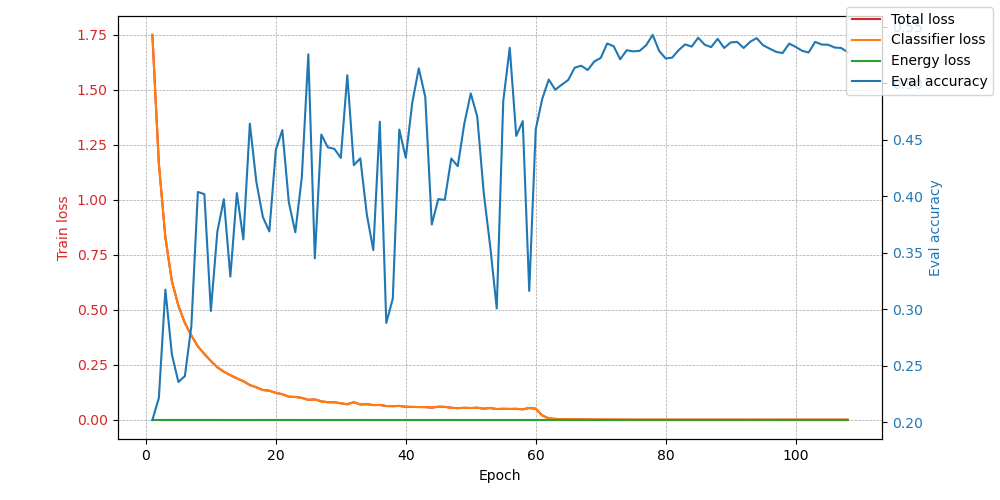 Total loss
Classifier loss
Energy loss
Eval accuracy
1.75
1.50
1.25
1.00
0.75
0.50
0.25
0.00
Train loss
0.45
0.40
0.35
0.30
0.25
0.20
Eval accuracy
0 20 40 60 80 100
Epoch